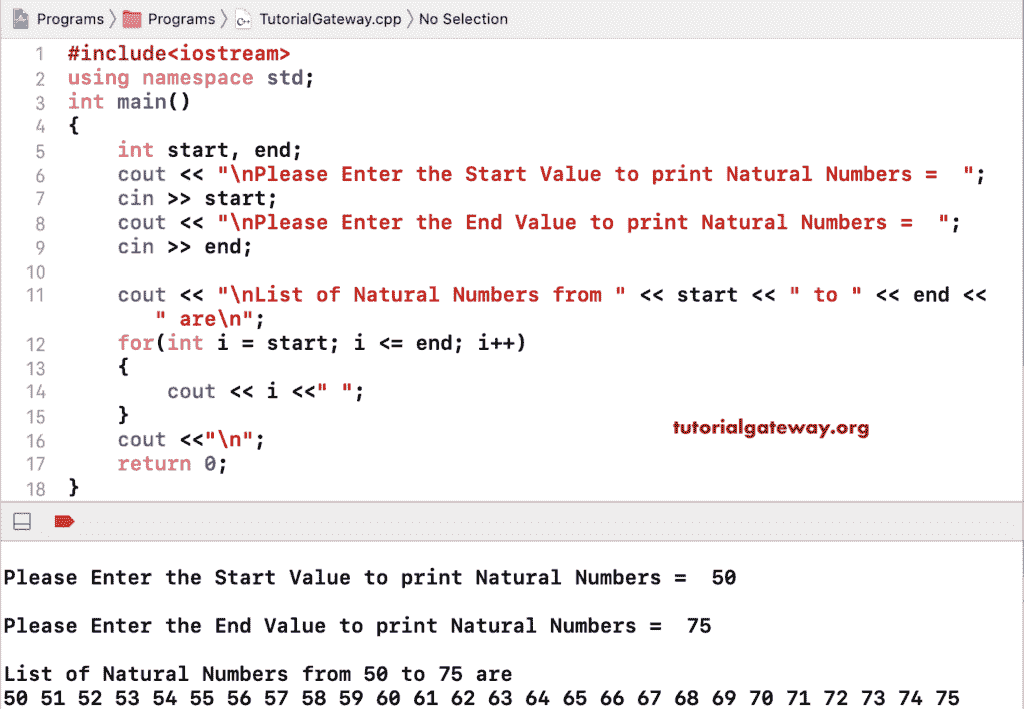 Programs Programs TutorialGateway.cpp No Selection
1 #include<iostream>
2 using namespace std;
3 int main()
4 {
5 int start, end;
6 cout << "\nPlease Enter the Start Value to print Natural Numbers =  ";
7 cin >> start;
8 cout << "\nPlease Enter the End Value to print Natural Numbers =  ";
9 cin >> end;
10
11 cout << "\nList of Natural Numbers from " << start << " to " << end <<
" are\n";
12 for(int i = start; i <= end; i++)
13 {
14 cout << i <<" ";
15 }
tutorialgateway.org
16 cout <<"\n";
17 return 0;
18 }
Please Enter the Start Value to print Natural Numbers =  50
Please Enter the End Value to print Natural Numbers =  75
List of Natural Numbers from 50 to 75 are
50 51 52 53 54 55 56 57 58 59 60 61 62 63 64 65 66 67 68 69 70 71 72 73 74 75